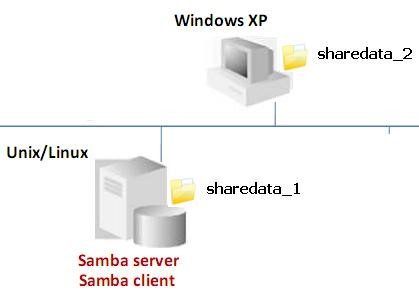 Windows XP
sharedata_2
Unix/Linux
sharedata_1
Samba server
Samba client